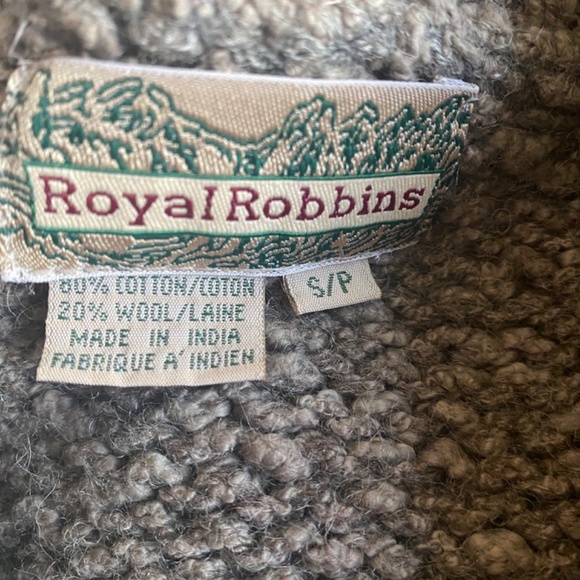 Royal Robbins
80% COTTON/COTON
20% WOOL/LAINE
MADE IN INDIA
FABRIQUE A'INDIEN
S/P